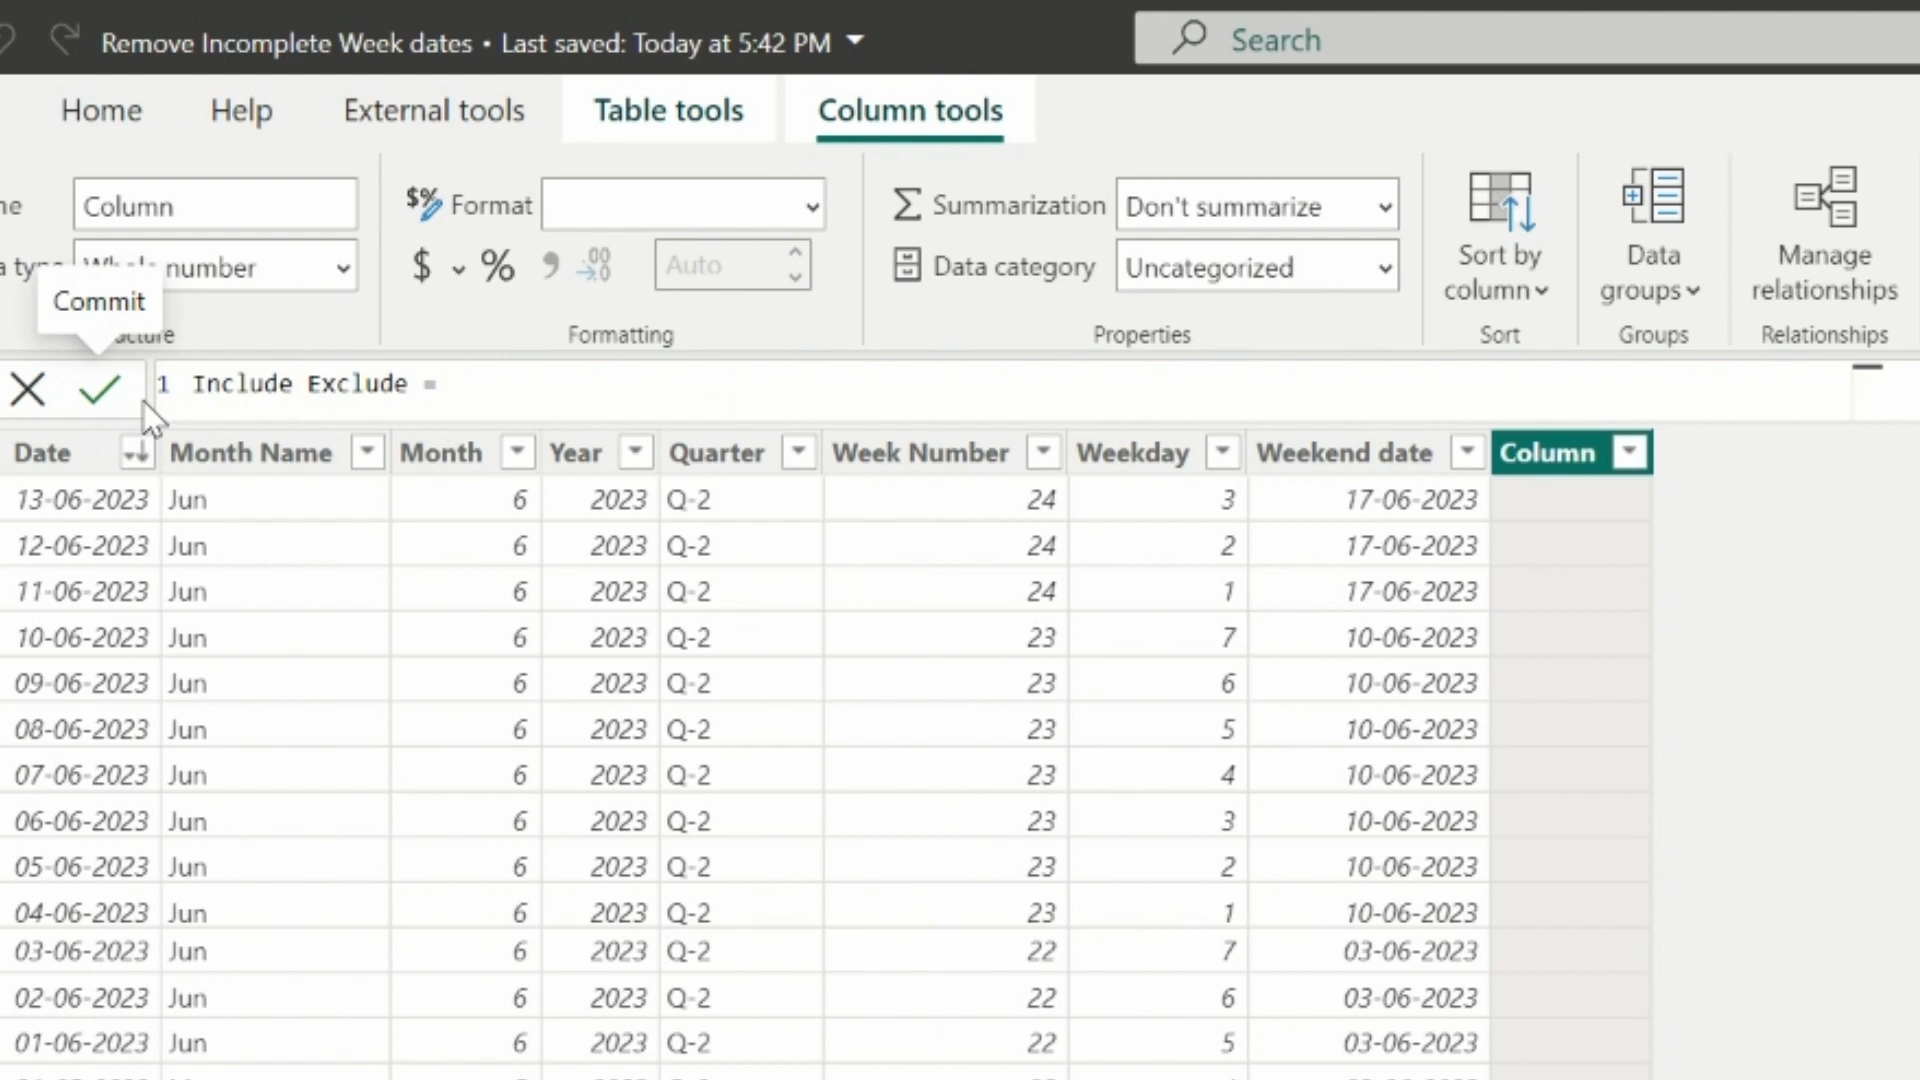 Remove Incomplete Week dates • Last saved: Today at 5:42 PM
Search
Home Help External tools Table tools Column tools
Column
Format
Summarization Don't summarize
number
$ % Auto
Data category Uncategorized
Sort by column
Data groups
Manage relationships
Commit
Formatting Properties Sort Groups Relationships
1 Include Exclude =
Date Month Name Month Year Quarter Week Number Weekday Weekend date Column
13-06-2023 Jun 6 2023 Q-2 24 3 17-06-2023
12-06-2023 Jun 6 2023 Q-2 24 2 17-06-2023
11-06-2023 Jun 6 2023 Q-2 24 1 17-06-2023
10-06-2023 Jun 6 2023 Q-2 23 7 10-06-2023
09-06-2023 Jun 6 2023 Q-2 23 6 10-06-2023
08-06-2023 Jun 6 2023 Q-2 23 5 10-06-2023
07-06-2023 Jun 6 2023 Q-2 23 4 10-06-2023
06-06-2023 Jun 6 2023 Q-2 23 3 10-06-2023
05-06-2023 Jun 6 2023 Q-2 23 2 10-06-2023
04-06-2023 Jun 6 2023 Q-2 23 1 10-06-2023
03-06-2023 Jun 6 2023 Q-2 22 7 03-06-2023
02-06-2023 Jun 6 2023 Q-2 22 6 03-06-2023
01-06-2023 Jun 6 2023 Q-2 22 5 03-06-2023